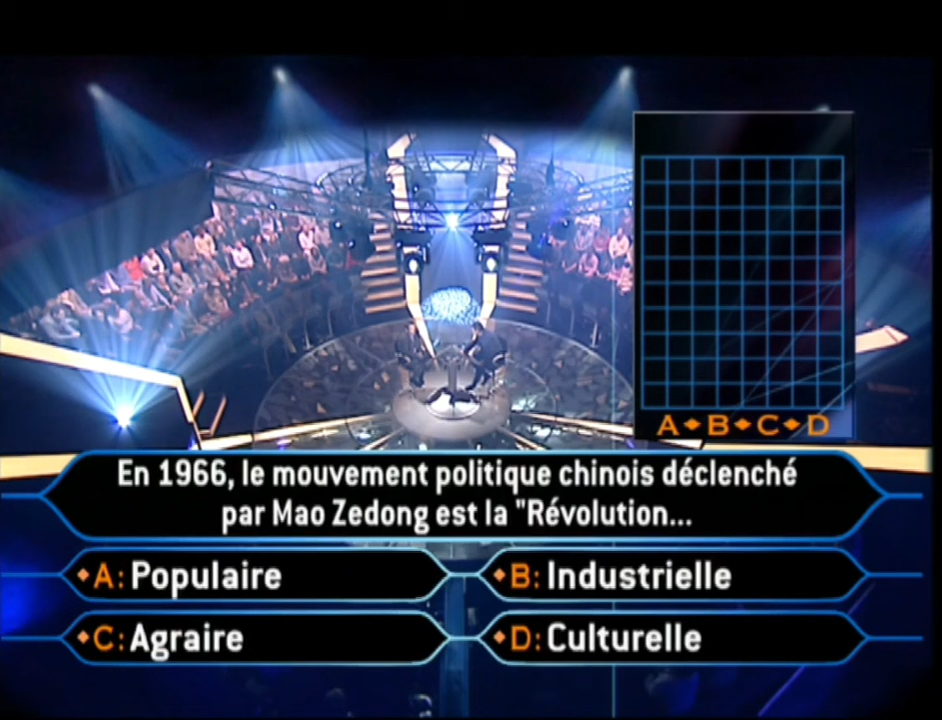 A◆B◆C◆D
En 1966, le mouvement politique chinois déclenché
par Mao Zedong est la "Révolution...
◆A: Populaire
◆B: Industrielle
◆C: Agraire
◆D: Culturelle